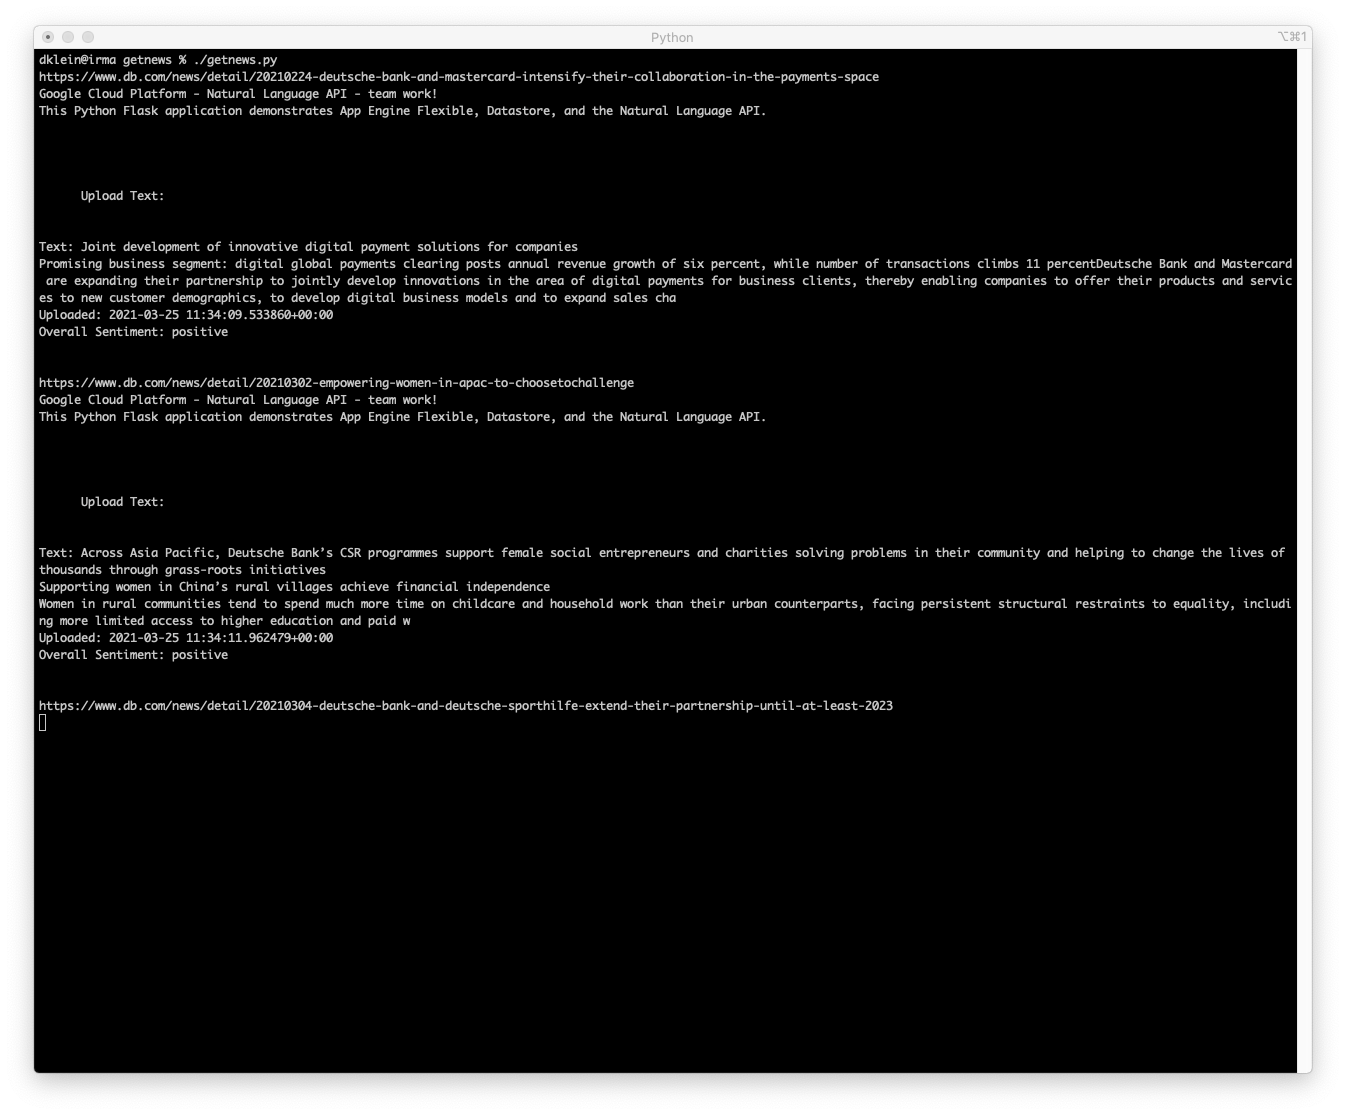 Python
⌥⌘1
dklein@irma getnews % ./getnews.py
https://www.db.com/news/detail/20210224-deutsche-bank-and-mastercard-intensify-their-collaboration-in-the-payments-space
Google Cloud Platform - Natural Language API - team work!
This Python Flask application demonstrates App Engine Flexible, Datastore, and the Natural Language API.
Upload Text:
Text: Joint development of innovative digital payment solutions for companies
Promising business segment: digital global payments clearing posts annual revenue growth of six percent, while number of transactions climbs 11 percentDeutsche Bank and Mastercard
are expanding their partnership to jointly develop innovations in the area of digital payments for business clients, thereby enabling companies to offer their products and servic
es to new customer demographics, to develop digital business models and to expand sales cha
Uploaded: 2021-03-25 11:34:09.533860+00:00
Overall Sentiment: positive
https://www.db.com/news/detail/20210302-empowering-women-in-apac-to-choosetochallenge
Google Cloud Platform - Natural Language API - team work!
This Python Flask application demonstrates App Engine Flexible, Datastore, and the Natural Language API.
Upload Text:
Text: Across Asia Pacific, Deutsche Bank’s CSR programmes support female social entrepreneurs and charities solving problems in their community and helping to change the lives of
thousands through grass-roots initiatives
Supporting women in China’s rural villages achieve financial independence
Women in rural communities tend to spend much more time on childcare and household work than their urban counterparts, facing persistent structural restraints to equality, includi
ng more limited access to higher education and paid w
Uploaded: 2021-03-25 11:34:11.962479+00:00
Overall Sentiment: positive
https://www.db.com/news/detail/20210304-deutsche-bank-and-deutsche-sporthilfe-extend-their-partnership-until-at-least-2023